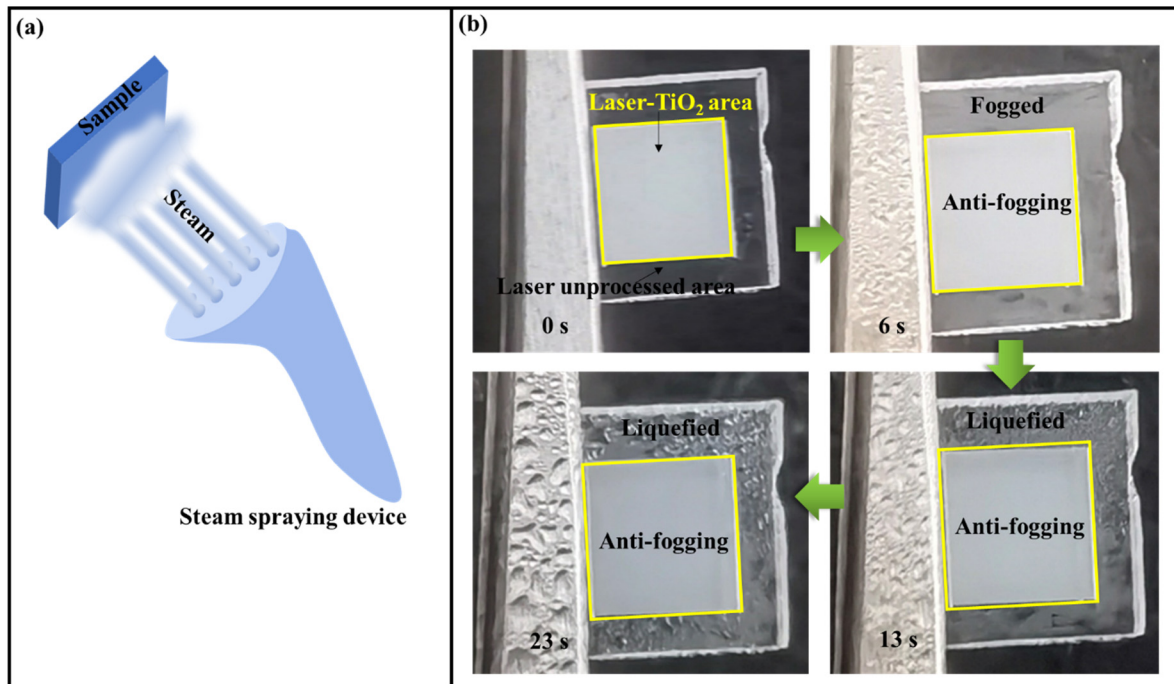 (a)
Sample
Steam
Steam spraying device
(b)
Laser-TiO₂ area
Laser unprocessed area
0 s
Fogged
Anti-fogging
6 s
Liquefied
Anti-fogging
13 s
Liquefied
Anti-fogging
23 s